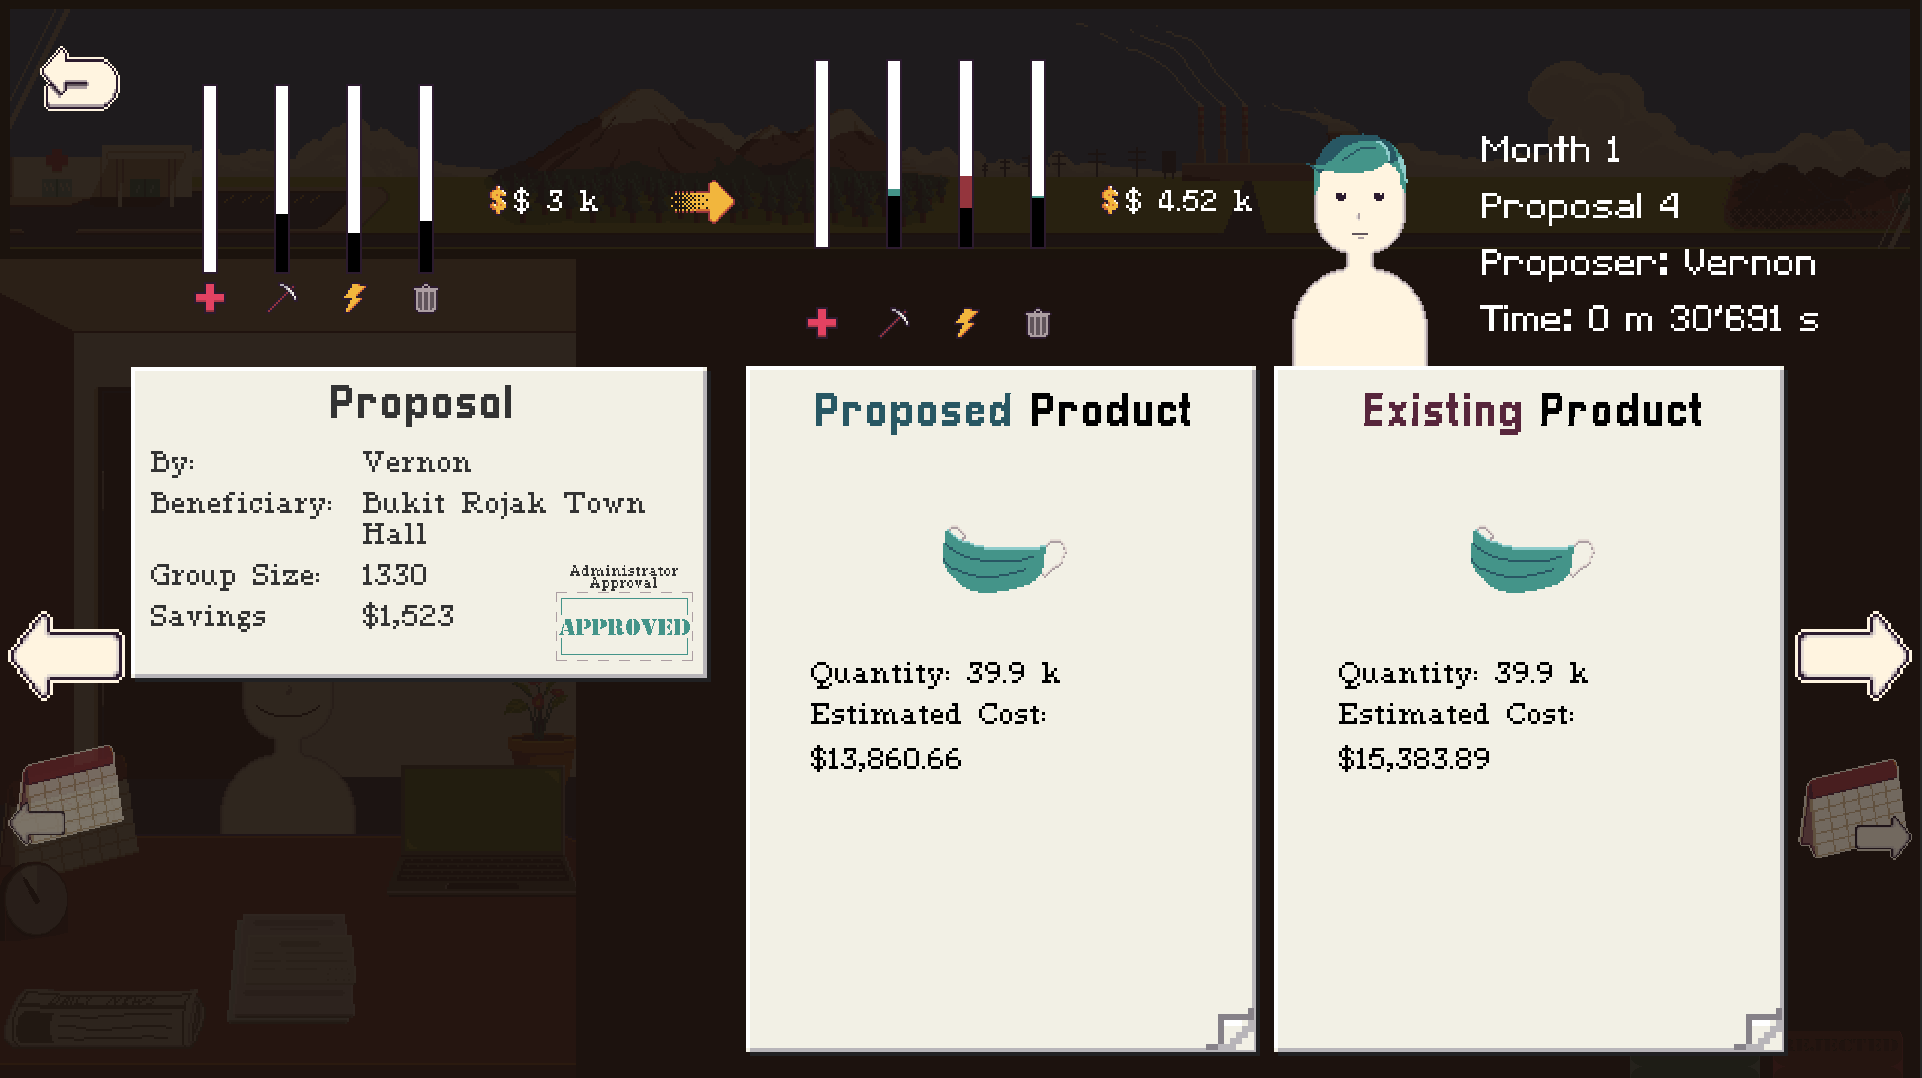 $$ 3 k
$$ 4.52 k
Month 1
Proposal 4
Proposer: Vernon
Time: 0 m 30'691 s
Proposal
By: Vernon
Beneficiary: Bukit Rojak Town
Hall
Group Size: 1330
Savings $1,523
Administrator
Approval
APPROVED
Proposed Product
Quantity: 39.9 k
Estimated Cost:
$13,860.66
Existing Product
Quantity: 39.9 k
Estimated Cost:
$15,383.89
DAILY NEWS